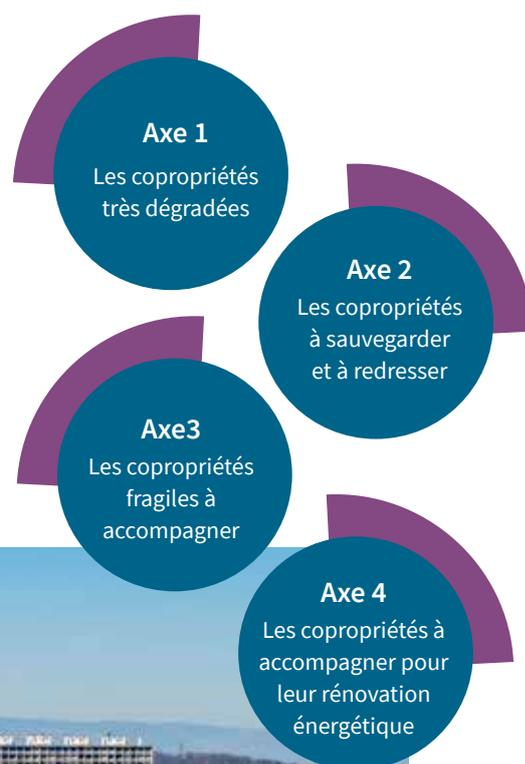 Axe 1
Les copropriétés
très dégradées
Axe 2
Les copropriétés
à sauvegarder
et à redresser
Axe3
Les copropriétés
fragiles à
accompagner
Axe 4
Les copropriétés à
accompagner pour
leur rénovation
énergétique